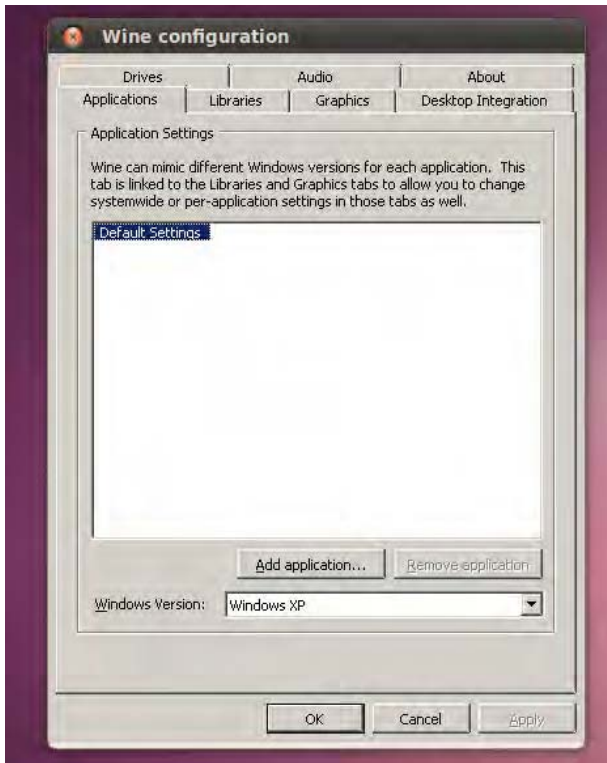 Wine configuration
Drives Audio About
Applications Libraries Graphics Desktop Integration
Application Settings
Wine can mimic different Windows versions for each application. This
tab is linked to the Libraries and Graphics tabs to allow you to change
systemwide or per-application settings in those tabs as well.
Default Settings
Add application... Remove application
Windows Version: Windows XP
OK Cancel Apply